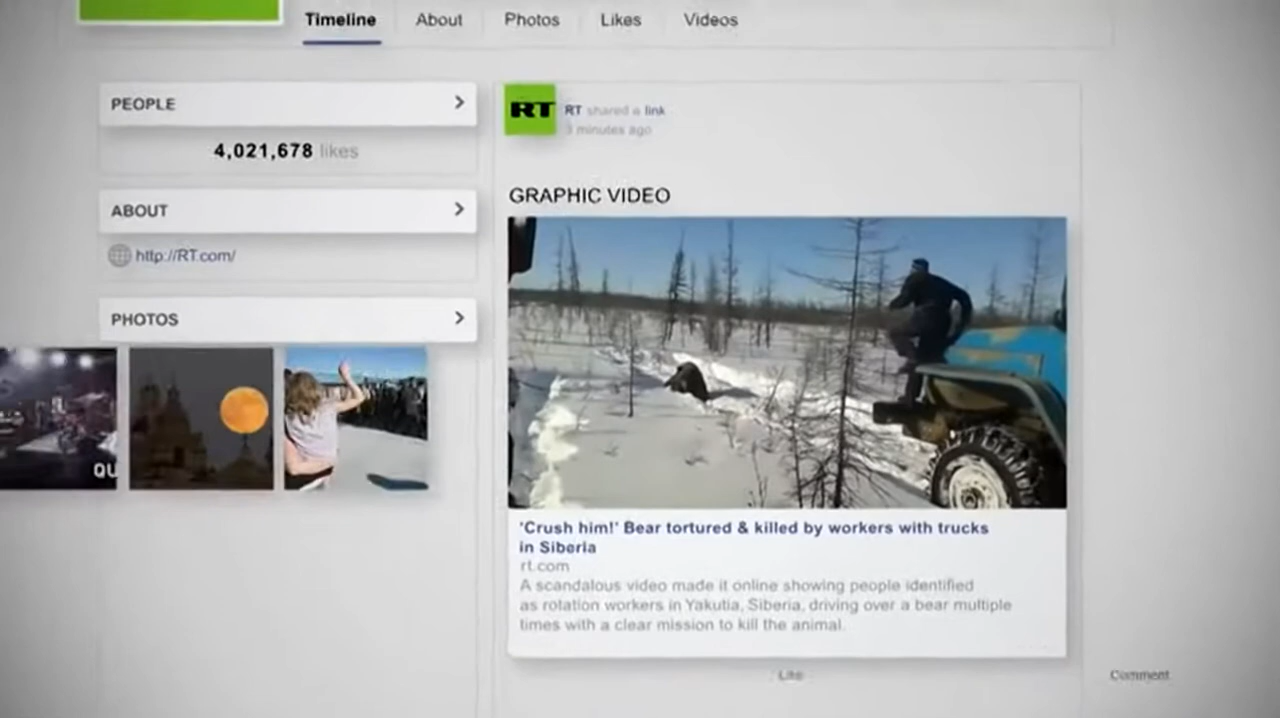 Timeline
About
Photos
Likes
Videos
PEOPLE
4,021,678 likes
ABOUT
http://RT.com/
PHOTOS
QU
RT
RT shared a link
3 minutes ago
GRAPHIC VIDEO
'Crush him!' Bear tortured & killed by workers with trucks
in Siberia
rt.com
A scandalous video made it online showing people identified
as rotation workers in Yakutia, Siberia, driving over a bear multiple
times with a clear mission to kill the animal.
Like
Comment